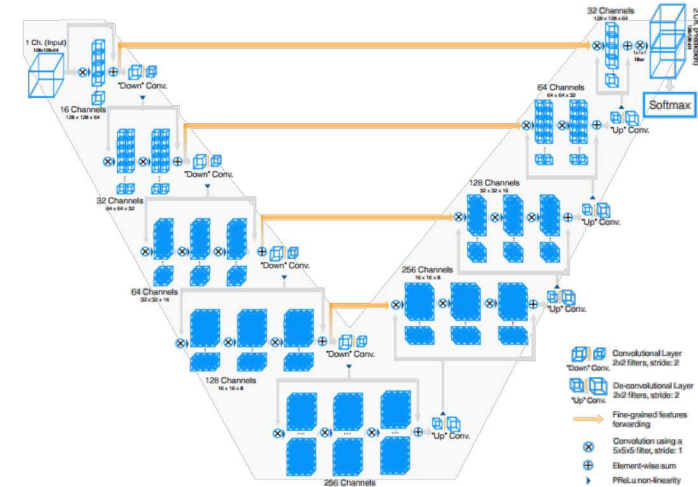 1 Ch. (Input)
128x128x64
"Down" Conv.
16 Channels
128 x 128 x 64
"Down" Conv.
32 Channels
64 x 64 x 32
"Down" Conv.
64 Channels
32 x 32 x 16
"Down" Conv.
128 Channels
16 x 16 x 8
256 Channels
"Up" Conv.
256 Channels
16 x 16 x 8
"Up" Conv.
128 Channels
32 x 32 x 16
"Up" Conv.
64 Channels
64 x 64 x 32
"Up" Conv.
32 Channels
128 x 128 x 64
1x1x1
filter
Softmax
Convolutional Layer
2x2 filters, stride: 2
"Down" Conv.
De-convolutional Layer
2x2 filters, stride: 2
"Up" Conv.
Fine-grained features
forwarding
Convolution using a
5x5x5 filter, stride: 1
Element-wise sum
PReLu non-linearity